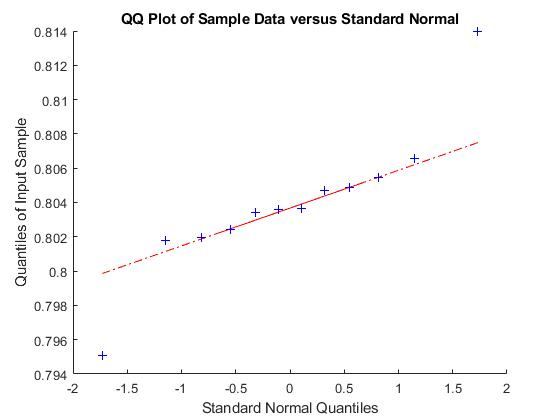 QQ Plot of Sample Data versus Standard Normal
0.814
0.812
0.81
0.808
0.806
0.804
0.802
0.8
0.798
0.796
0.794
Quantiles of Input Sample
-2 -1.5 -1 -0.5 0 0.5 1 1.5 2
Standard Normal Quantiles